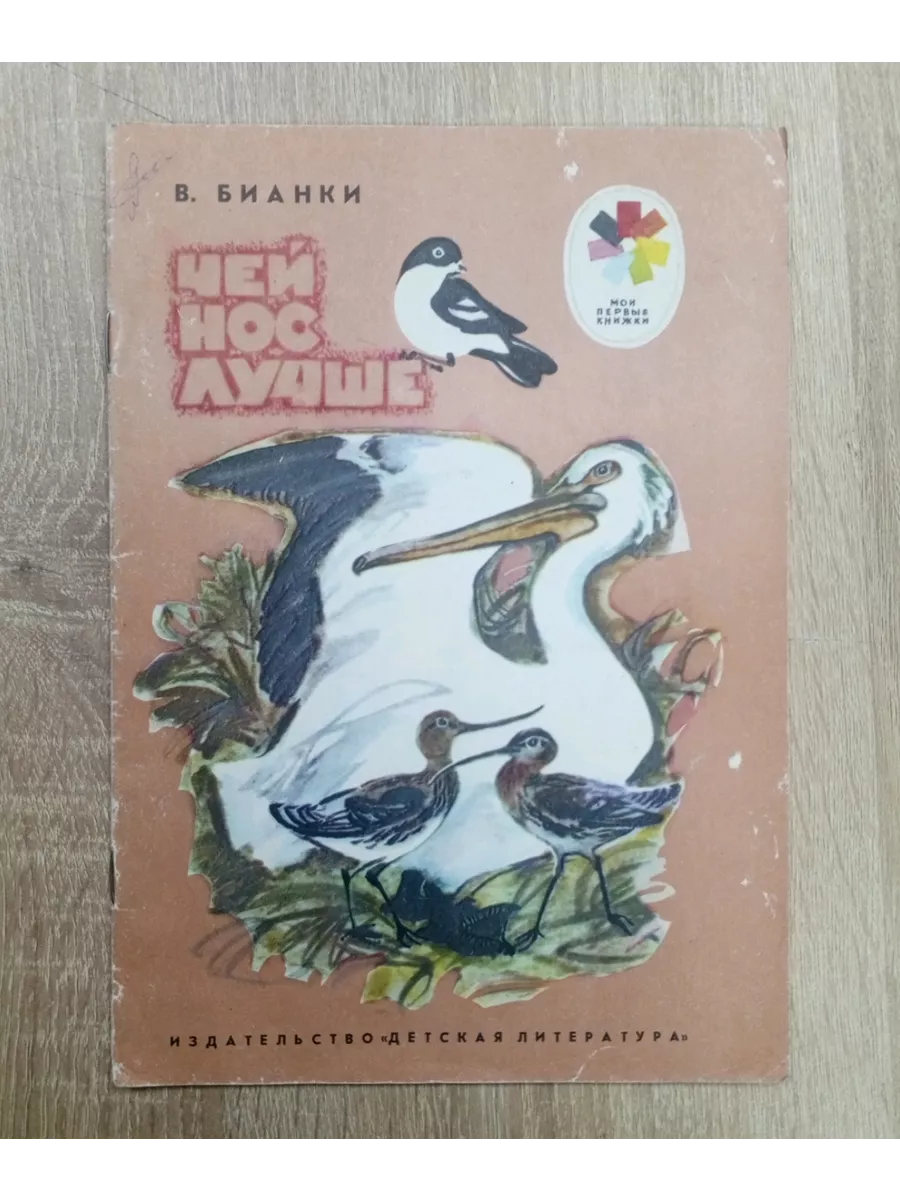 В. БИАНКИ
ЧЕЙ
НОС
ЛУЧШЕ
МОИ
ПЕРВЫЕ
КНИЖКИ
ИЗДАТЕЛЬСТВО «ДЕТСКАЯ ЛИТЕРАТУРА»